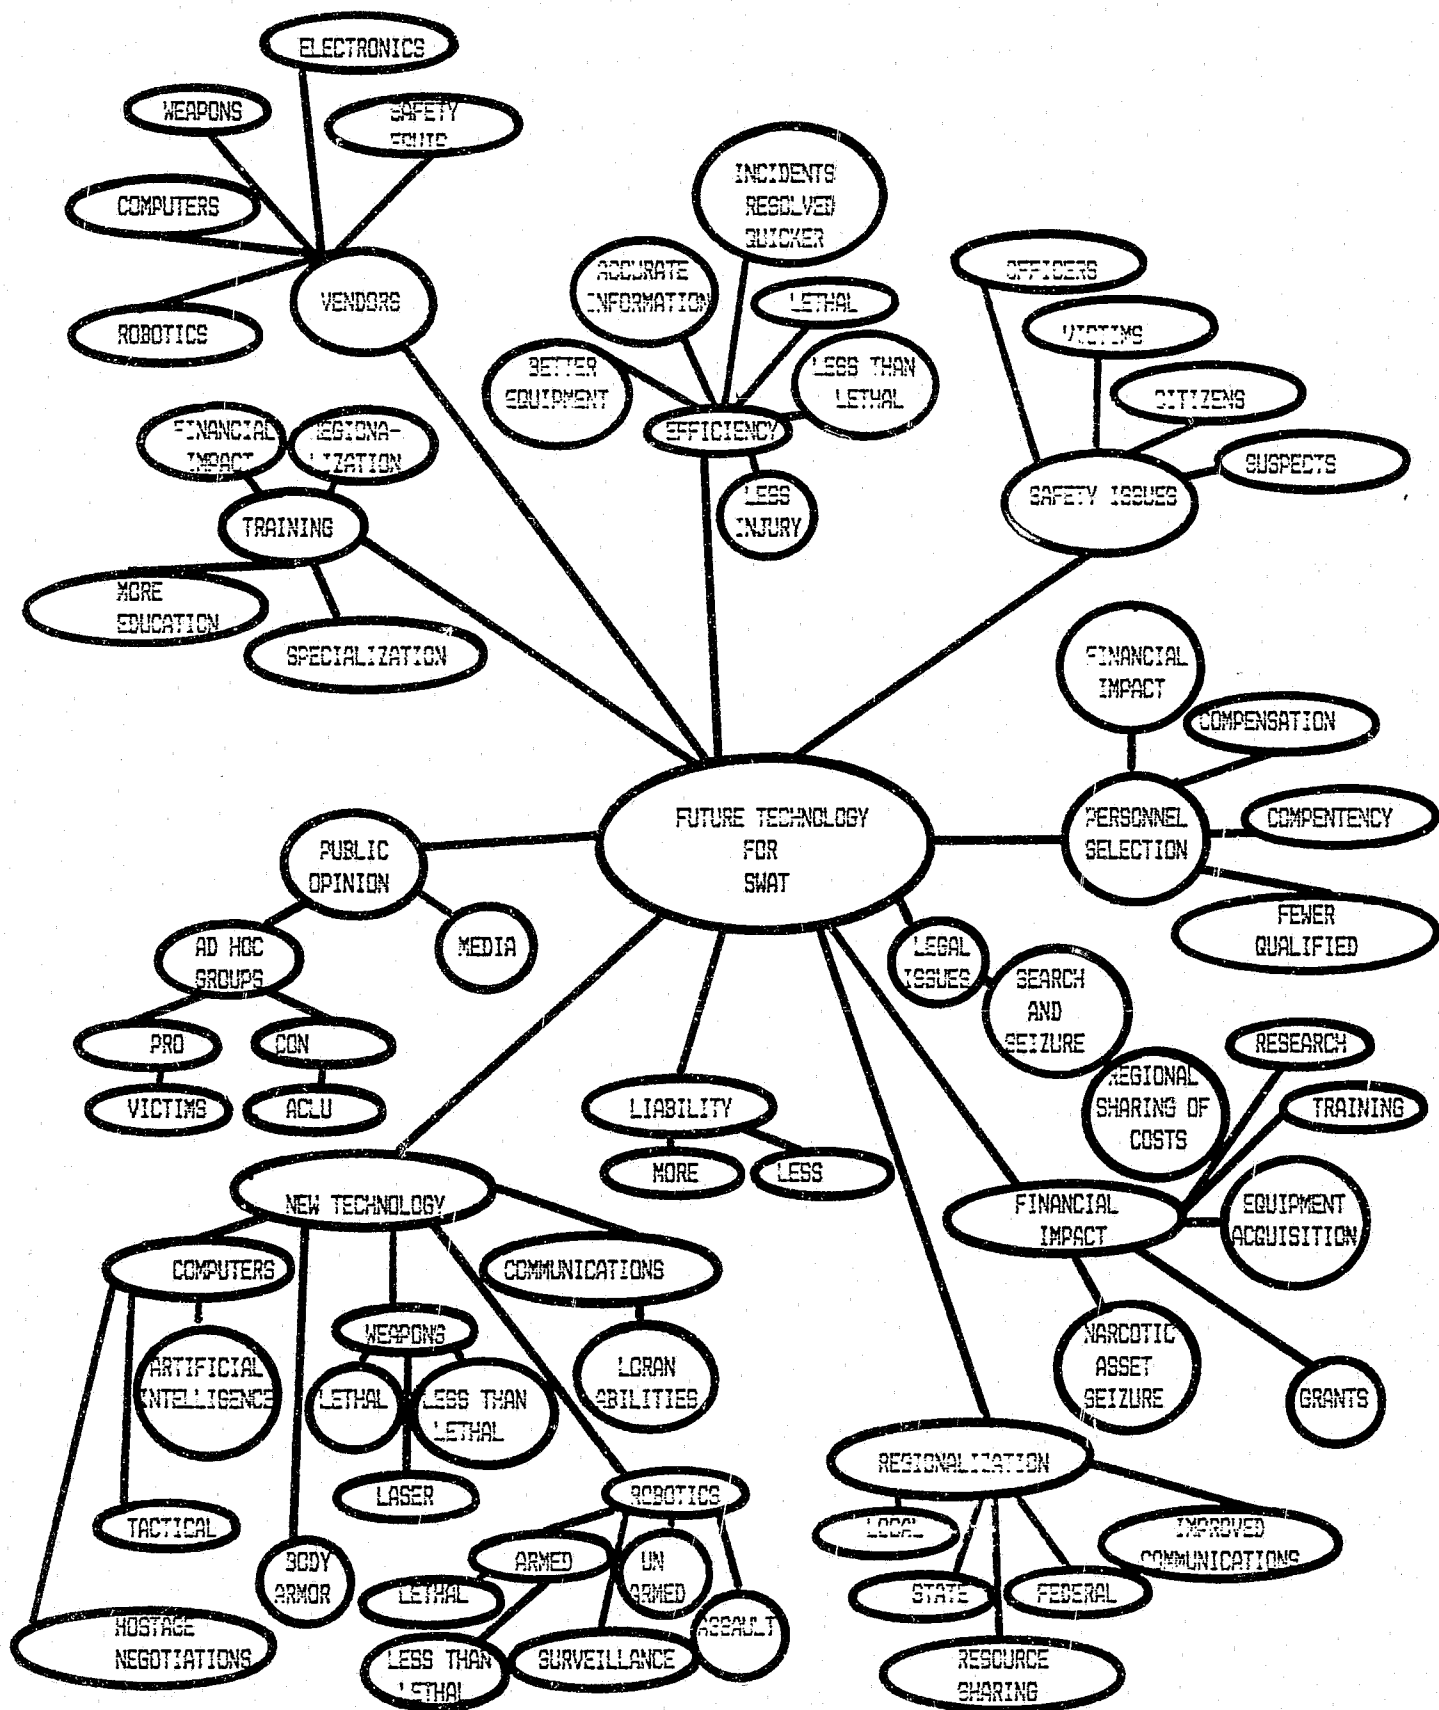 ELECTRONICS
WEAPONS
SAFETY
COMPUTERS
ROBOTICS
VENDORS
INCIDENTS
RESOLVED
QUICKER
ACCURATE
INFORMATION
LETHAL
BETTER
EQUIPMENT
LESS THAN
LETHAL
EFFICIENCY
LESS
INJURY
OFFICERS
VICTIMS
CITIZENS
SUSPECTS
SAFETY ISSUES
FINANCIAL
IMPACT
REGIONA-
LIZATION
TRAINING
MORE
EDUCATION
SPECIALIZATION
FINANCIAL
IMPACT
COMPENSATION
PERSONNEL
SELECTION
COMPENTENCY
FEWER
QUALIFIED
FUTURE TECHNOLOGY
FOR
SWAT
PUBLIC
OPINION
AD HOC
GROUPS
MEDIA
PRO
CON
VICTIMS
ACLU
LEGAL
ISSUES
SEARCH
AND
SEIZURE
REGIONAL
SHARING OF
COSTS
RESEARCH
TRAINING
LIABILITY
MORE
LESS
FINANCIAL
IMPACT
EQUIPMENT
ACQUISITION
NARCOTIC
ASSET
SEIZURE
GRANTS
NEW TECHNOLOGY
COMPUTERS
COMMUNICATIONS
WEAPONS
ARTIFICIAL
INTELLIGENCE
LETHAL
LESS THAN
LETHAL
LORAN
ABILITIES
LASER
TACTICAL
BODY
ARMOR
HOSTAGE
NEGOTIATIONS
ROBOTICS
ARMED
UN
ARMED
LETHAL
LESS THAN
LETHAL
SURVEILLANCE
ASSAULT
REGIONALIZATION
LOCAL
IMPROVED
COMMUNICATIONS
STATE
FEDERAL
RESOURCE
SHARING